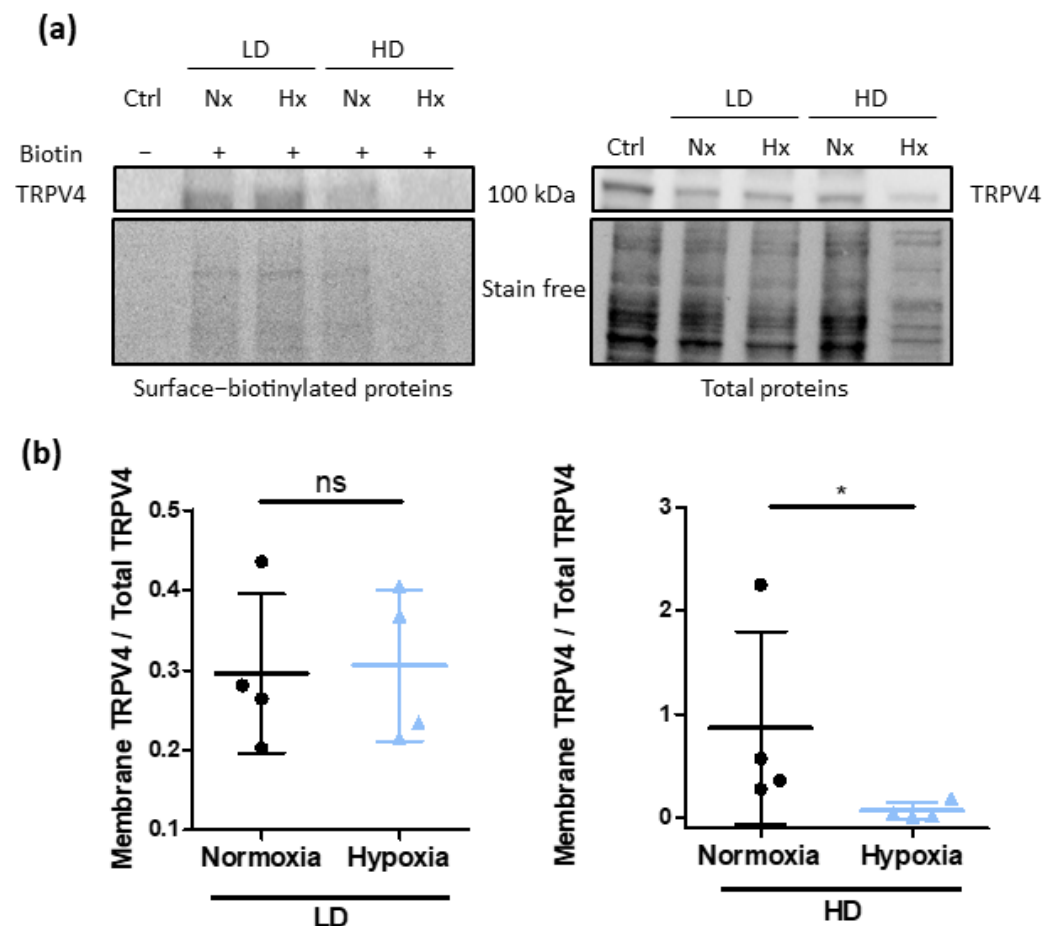 (a)
LD HD
Ctrl Nx Hx Nx Hx
Biotin – + + + +
TRPV4
Surface–biotinylated proteins
100 kDa
Stain free
LD HD
Ctrl Nx Hx Nx Hx
TRPV4
Total proteins
(b)
Membrane TRPV4 / Total TRPV4
ns
0.5
0.4
0.3
0.2
0.1
Normoxia Hypoxia
LD
Membrane TRPV4 / Total TRPV4
*
3
2
1
0
Normoxia Hypoxia
HD